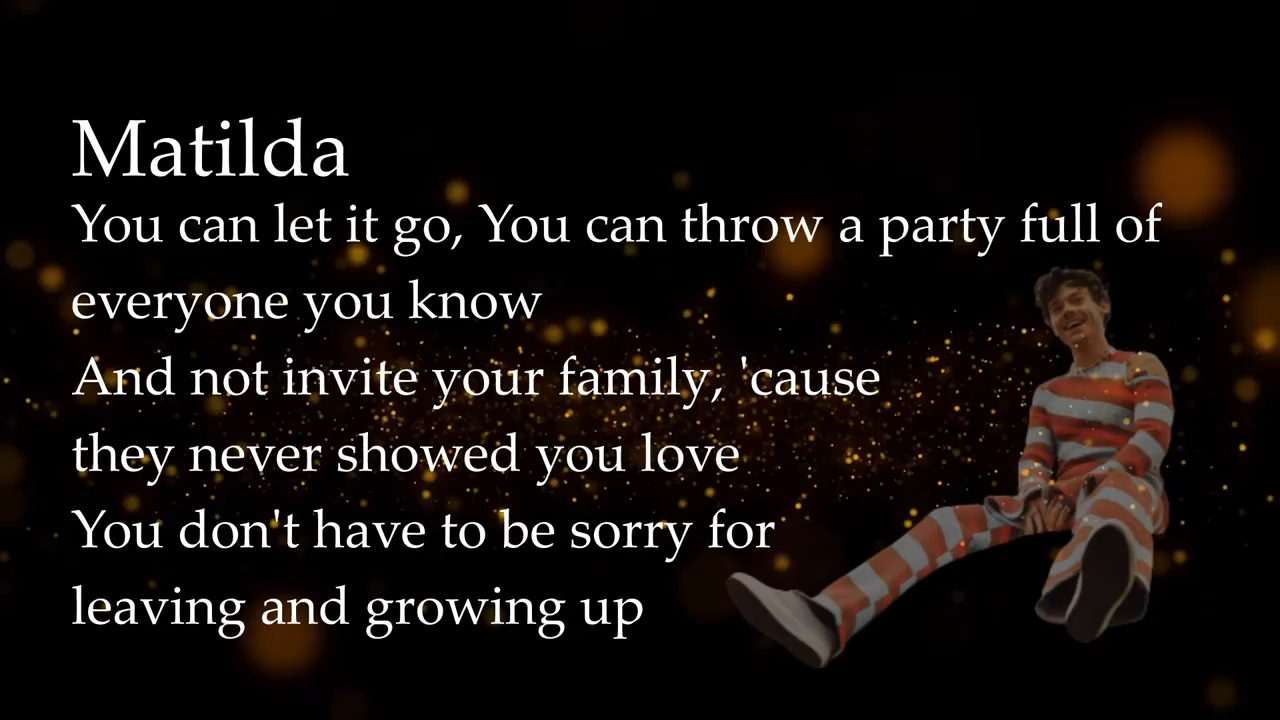 Matilda
You can let it go, You can throw a party full of
everyone you know
And not invite your family, 'cause
they never showed you love
You don't have to be sorry for
leaving and growing up